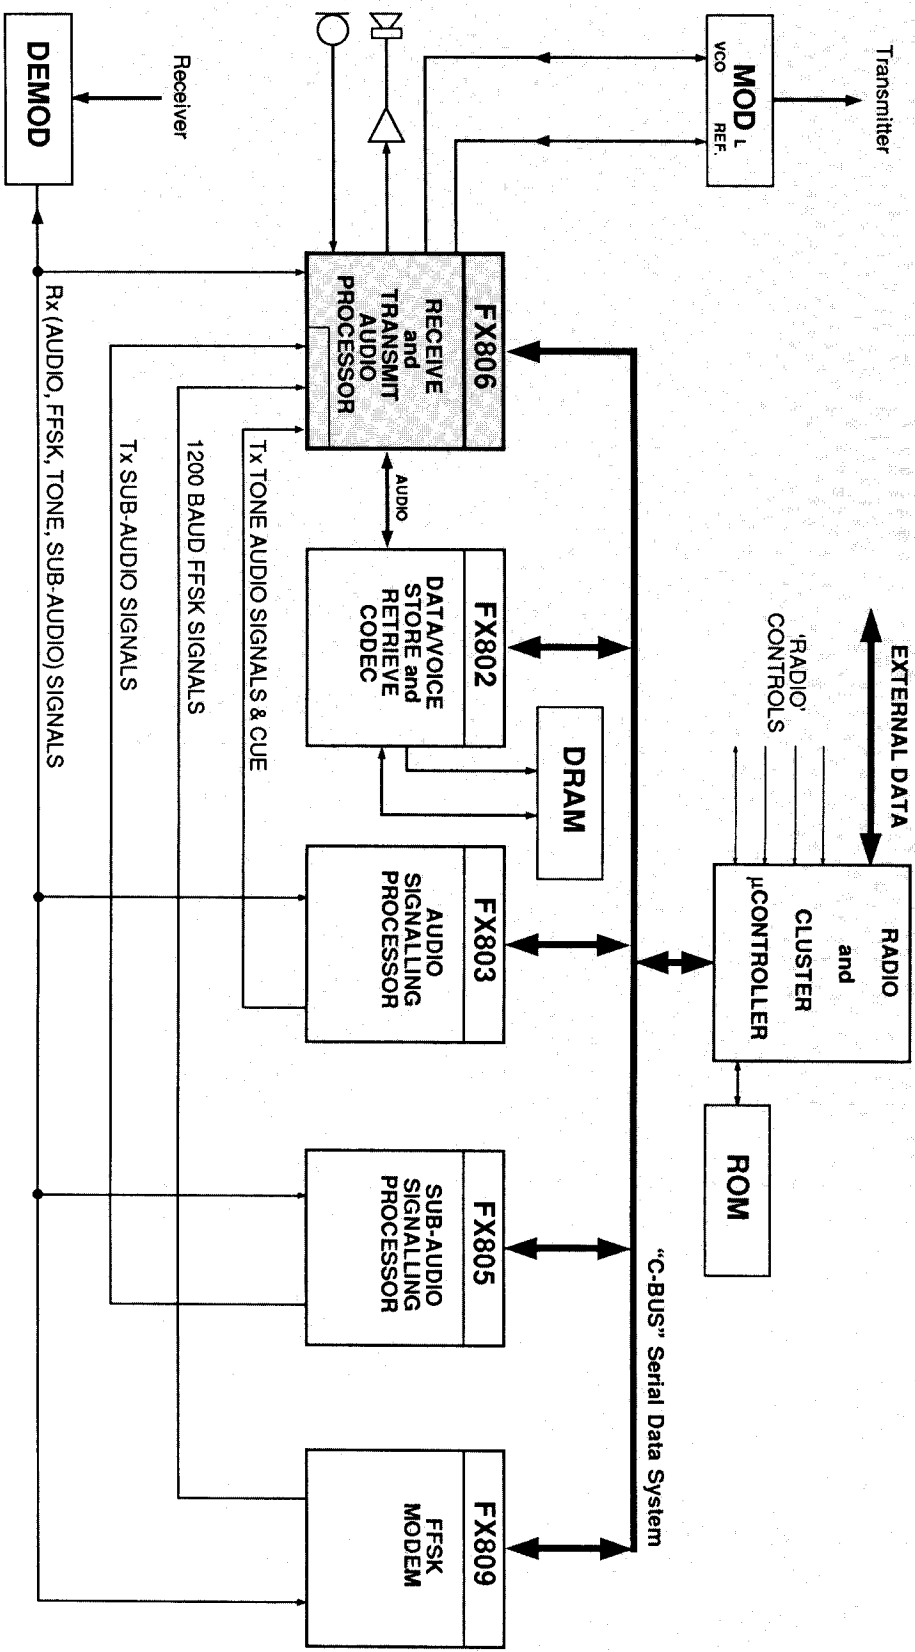 Transmitter
MOD L
VCO
REF.
Receiver
DEMOD
EXTERNAL DATA
'RADIO'
CONTROLS
RADIO
and
CLUSTER
µCONTROLLER
ROM
"C-BUS" Serial Data System
DRAM
FX806
RECEIVE
and
TRANSMIT
AUDIO
PROCESSOR
AUDIO
FX802
DATA/VOICE
STORE and
RETRIEVE
CODEC
FX803
AUDIO
SIGNALLING
PROCESSOR
FX805
SUB-AUDIO
SIGNALLING
PROCESSOR
FX809
FFSK
MODEM
Tx TONE AUDIO SIGNALS & CUE
1200 BAUD FFSK SIGNALS
Tx SUB-AUDIO SIGNALS
Rx (AUDIO, FFSK, TONE, SUB-AUDIO) SIGNALS